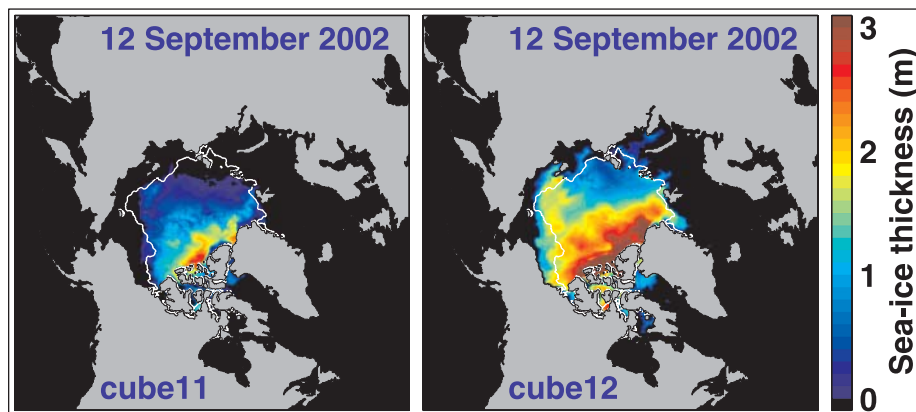 12 September 2002
cube11
12 September 2002
cube12
3
2
1
0
Sea-ice thickness (m)